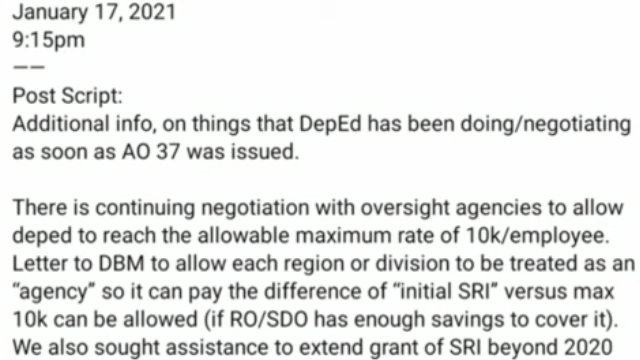 January 17, 2021
9:15pm
——
Post Script:
Additional info, on things that DepEd has been doing/negotiating
as soon as AO 37 was issued.
There is continuing negotiation with oversight agencies to allow
deped to reach the allowable maximum rate of 10k/employee.
Letter to DBM to allow each region or division to be treated as an
“agency” so it can pay the difference of “initial SRI” versus max
10k can be allowed (if RO/SDO has enough savings to cover it).
We also sought assistance to extend grant of SRI beyond 2020